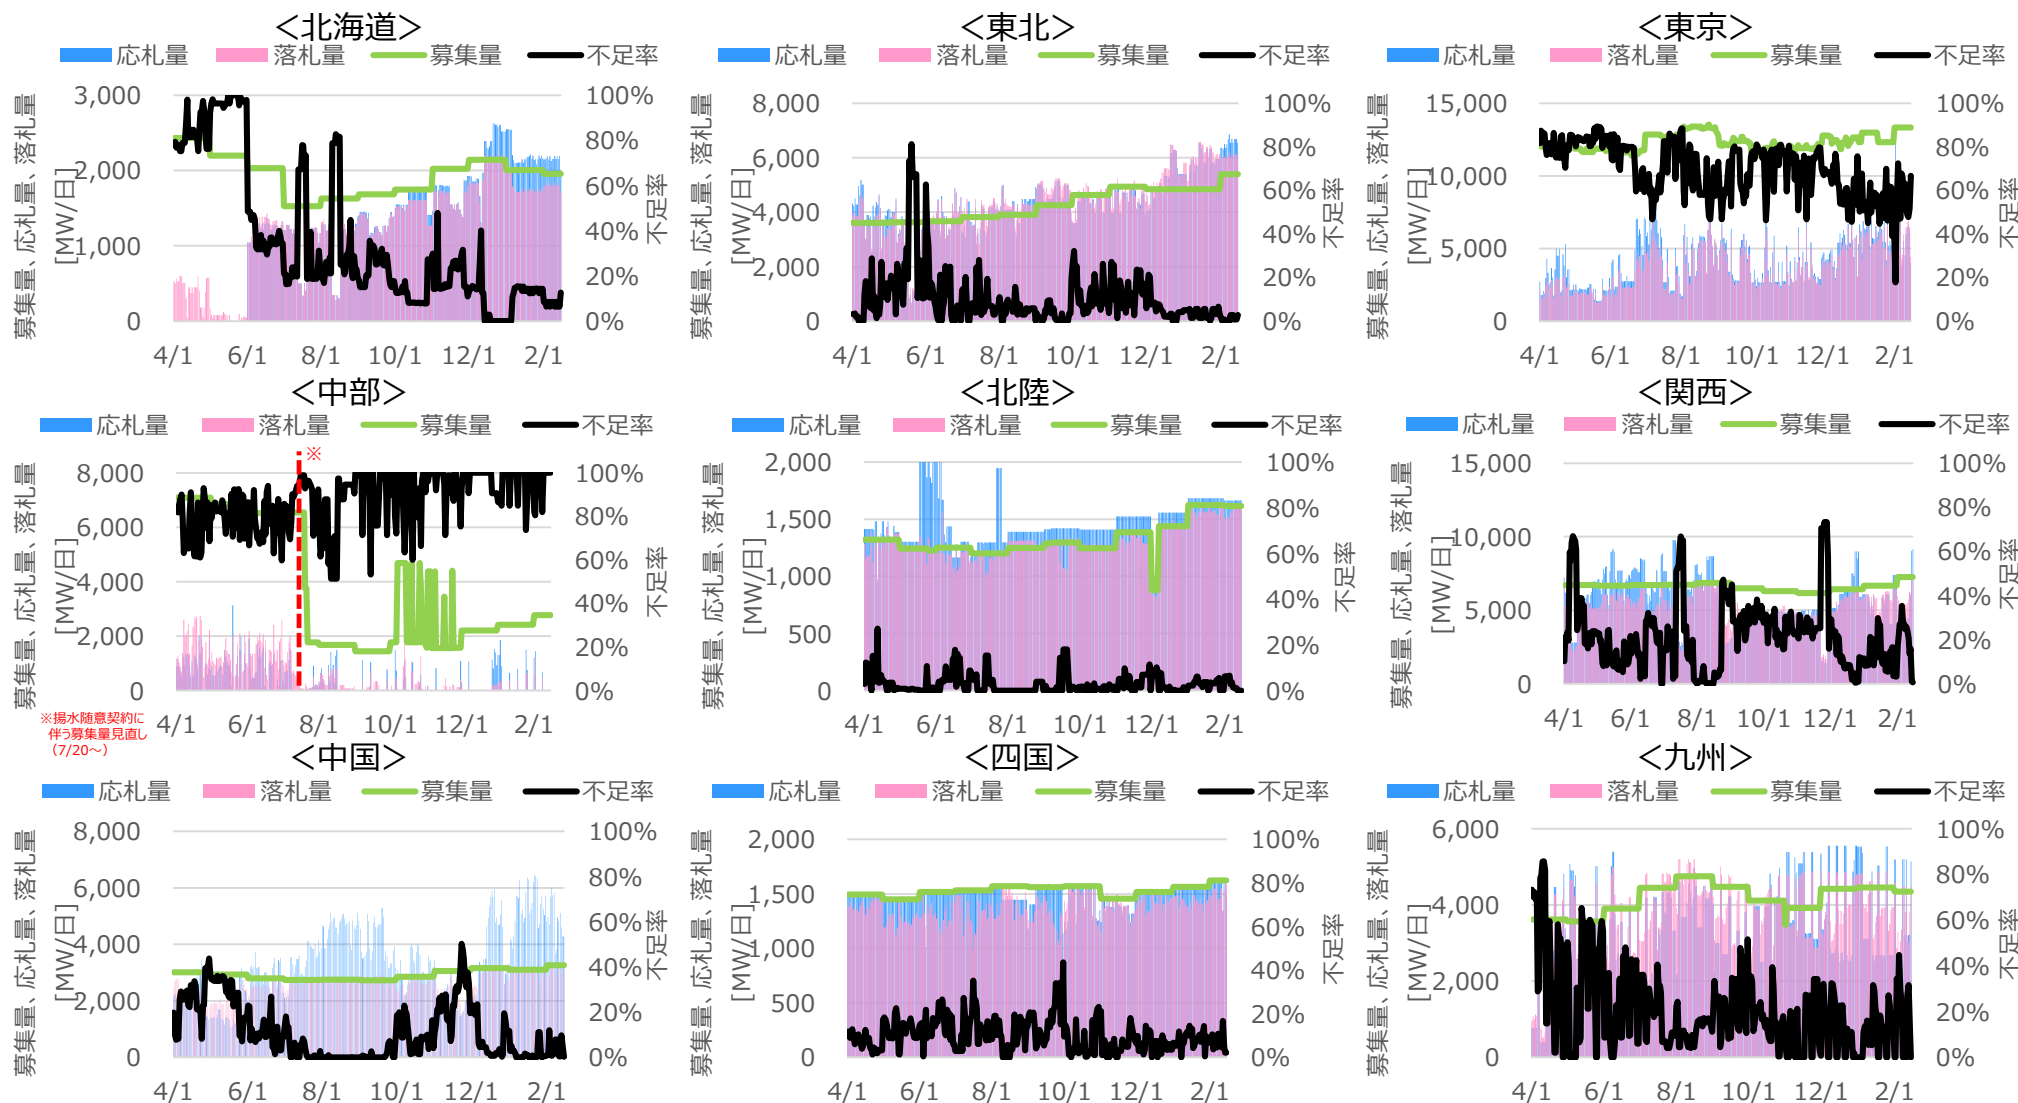 ＜北海道＞
応札量 落札量 募集量 不足率
募集量、応札量、落札量
[MW/日]
3,000
2,000
1,000
0
100%
80%
60%
40%
20%
0%
不足率
4/1 6/1 8/1 10/1 12/1 2/1
＜東北＞
応札量 落札量 募集量 不足率
募集量、応札量、落札量
[MW/日]
8,000
6,000
4,000
2,000
0
100%
80%
60%
40%
20%
0%
不足率
4/1 6/1 8/1 10/1 12/1 2/1
＜東京＞
応札量 落札量 募集量 不足率
募集量、応札量、落札量
[MW/日]
15,000
10,000
5,000
0
100%
80%
60%
40%
20%
0%
不足率
4/1 6/1 8/1 10/1 12/1 2/1
＜中部＞
応札量 落札量 募集量 不足率
募集量、応札量、落札量
[MW/日]
8,000
6,000
4,000
2,000
0
※
100%
80%
60%
40%
20%
0%
不足率
4/1 6/1 8/1 10/1 12/1 2/1
※揚水随意契約に
伴う募集量見直し
（7/20～）
＜北陸＞
応札量 落札量 募集量 不足率
募集量、応札量、落札量
[MW/日]
2,000
1,500
1,000
500
0
100%
80%
60%
40%
20%
0%
不足率
4/1 6/1 8/1 10/1 12/1 2/1
＜関西＞
応札量 落札量 募集量 不足率
募集量、応札量、落札量
[MW/日]
15,000
10,000
5,000
0
100%
80%
60%
40%
20%
0%
不足率
4/1 6/1 8/1 10/1 12/1 2/1
＜中国＞
応札量 落札量 募集量 不足率
募集量、応札量、落札量
[MW/日]
8,000
6,000
4,000
2,000
0
100%
80%
60%
40%
20%
0%
不足率
4/1 6/1 8/1 10/1 12/1 2/1
＜四国＞
応札量 落札量 募集量 不足率
募集量、応札量、落札量
[MW/日]
2,000
1,500
1,000
500
0
100%
80%
60%
40%
20%
0%
不足率
4/1 6/1 8/1 10/1 12/1 2/1
＜九州＞
応札量 落札量 募集量 不足率
募集量、応札量、落札量
[MW/日]
6,000
4,000
2,000
0
100%
80%
60%
40%
20%
0%
不足率
4/1 6/1 8/1 10/1 12/1 2/1